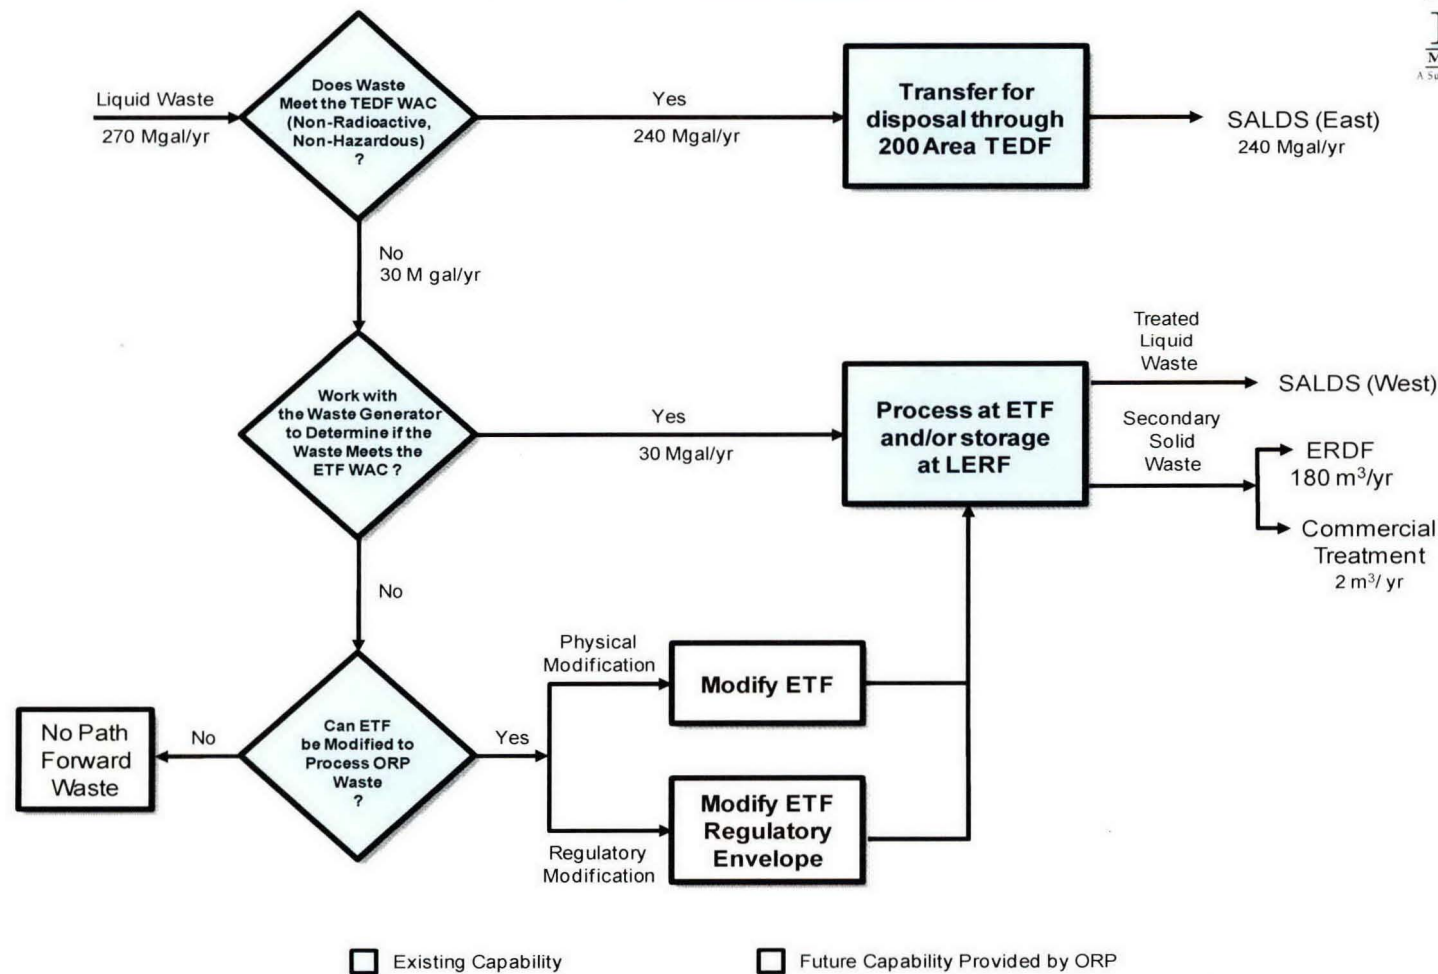 Does Waste
Meet the TEDF WAC
(Non-Radioactive,
Non-Hazardous)
?
Liquid Waste
270 Mgal/yr
Yes
240 Mgal/yr
Transfer for
disposal through
200 Area TEDF
SALDS (East)
240 Mgal/yr
No
30 M gal/yr
Work with
the Waste Generator
to Determine if the
Waste Meets the
ETF WAC ?
Yes
30 Mgal/yr
Process at ETF
and/or storage
at LERF
Treated
Liquid
Waste
SALDS (West)
Secondary
Solid
Waste
ERDF
180 m³/yr
Commercial
Treatment
2 m³/ yr
No
Can ETF
be Modified to
Process ORP
Waste
?
No
No Path
Forward
Waste
Yes
Physical
Modification
Modify ETF
Regulatory
Modification
Modify ETF
Regulatory
Envelope
Existing Capability
Future Capability Provided by ORP